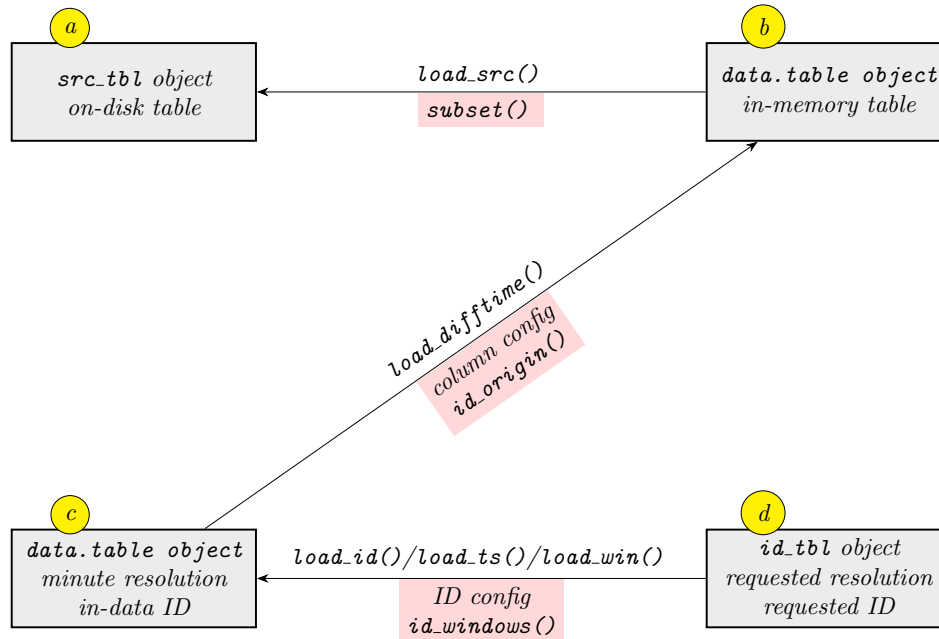 a
src_tbl object
on-disk table
b
data.table object
in-memory table
load_src()
subset()
load_difftime()
column config
id_origin()
c
data.table object
minute resolution
in-data ID
d
id_tbl object
requested resolution
requested ID
load_id()/load_ts()/load_win()
ID config
id_windows()